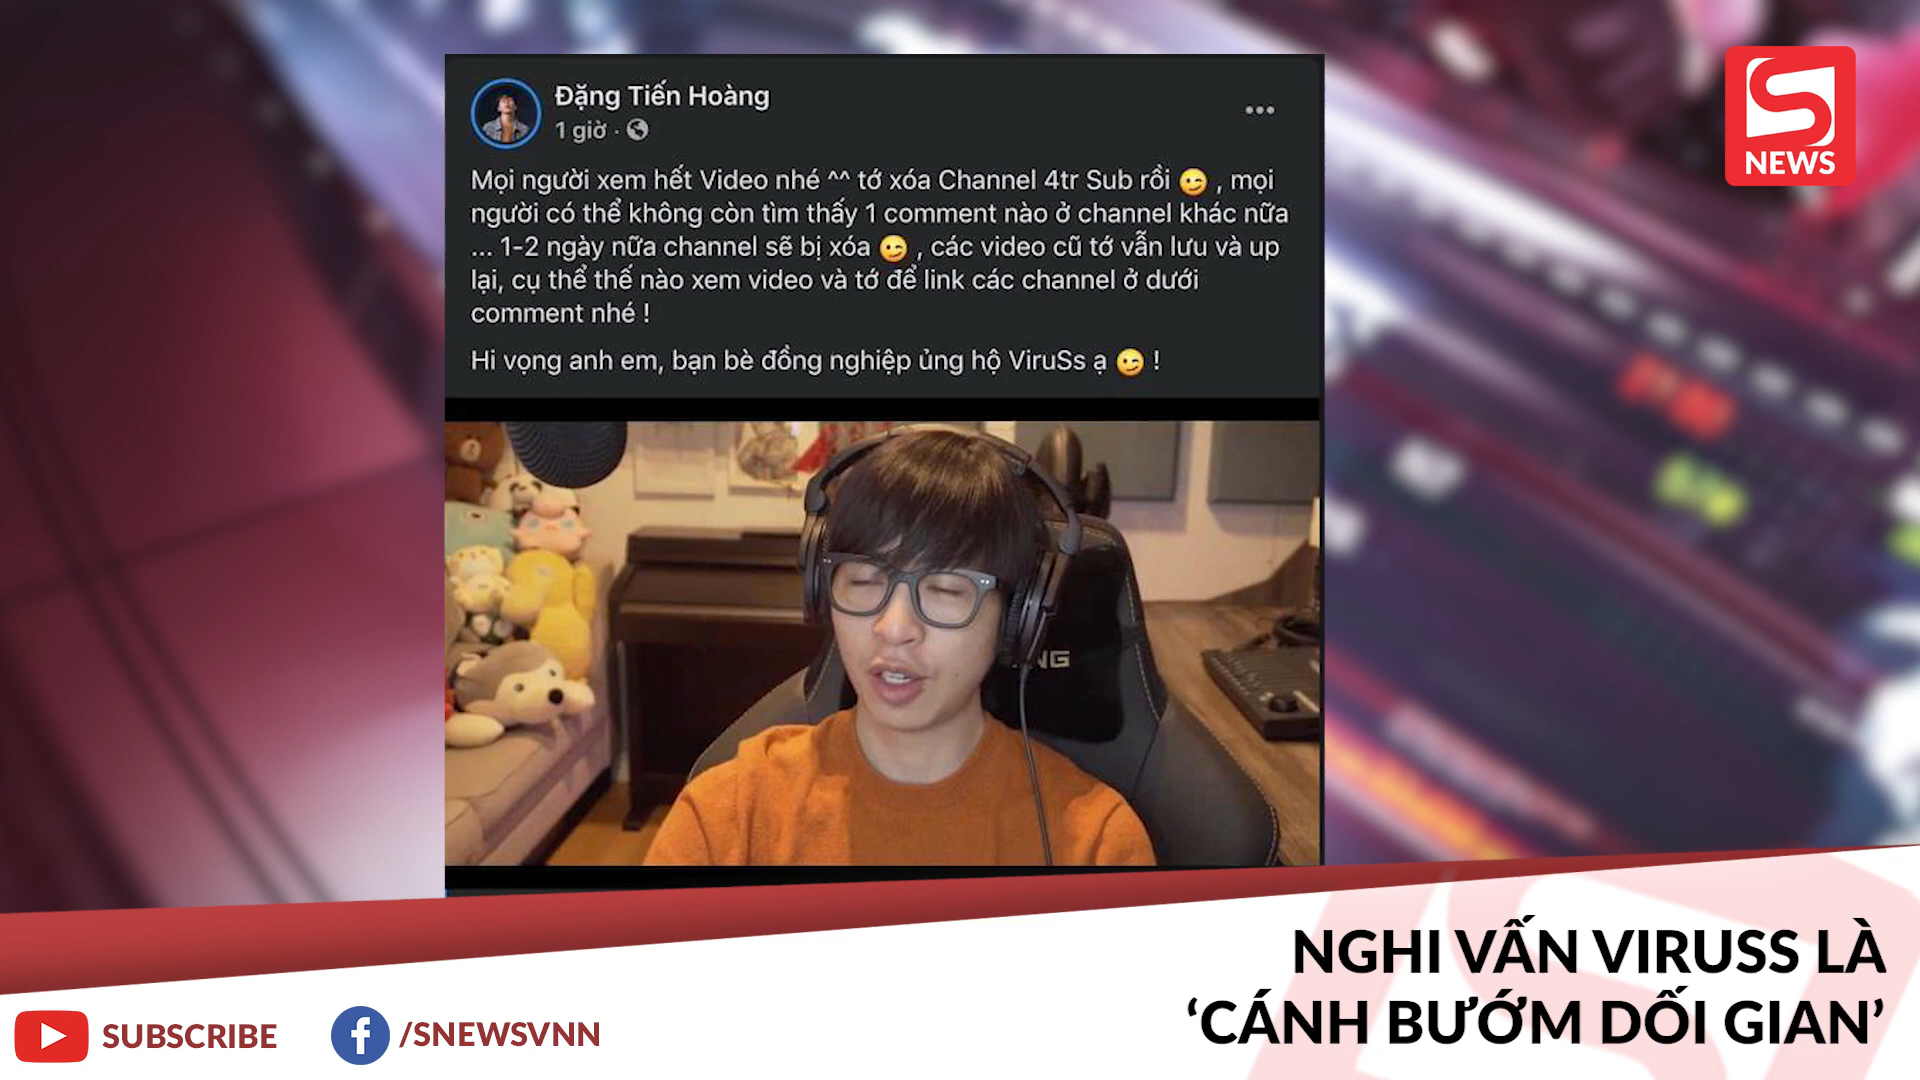 Đặng Tiến Hoàng
1 giờ ·
Mọi người xem hết Video nhé ^^ tớ xóa Channel 4tr Sub rồi 😉 , mọi
người có thể không còn tìm thấy 1 comment nào ở channel khác nữa
... 1-2 ngày nữa channel sẽ bị xóa 😉 , các video cũ tớ vẫn lưu và up
lại, cụ thể thế nào xem video và tớ để link các channel ở dưới
comment nhé !
Hi vọng anh em, bạn bè đồng nghiệp ủng hộ ViruSs ạ 😉 !
S
NEWS
NG
NGHI VẤN VIRUSS LÀ
‘CÁNH BƯỚM DỐI GIAN’
SUBSCRIBE
/SNEWSVNN